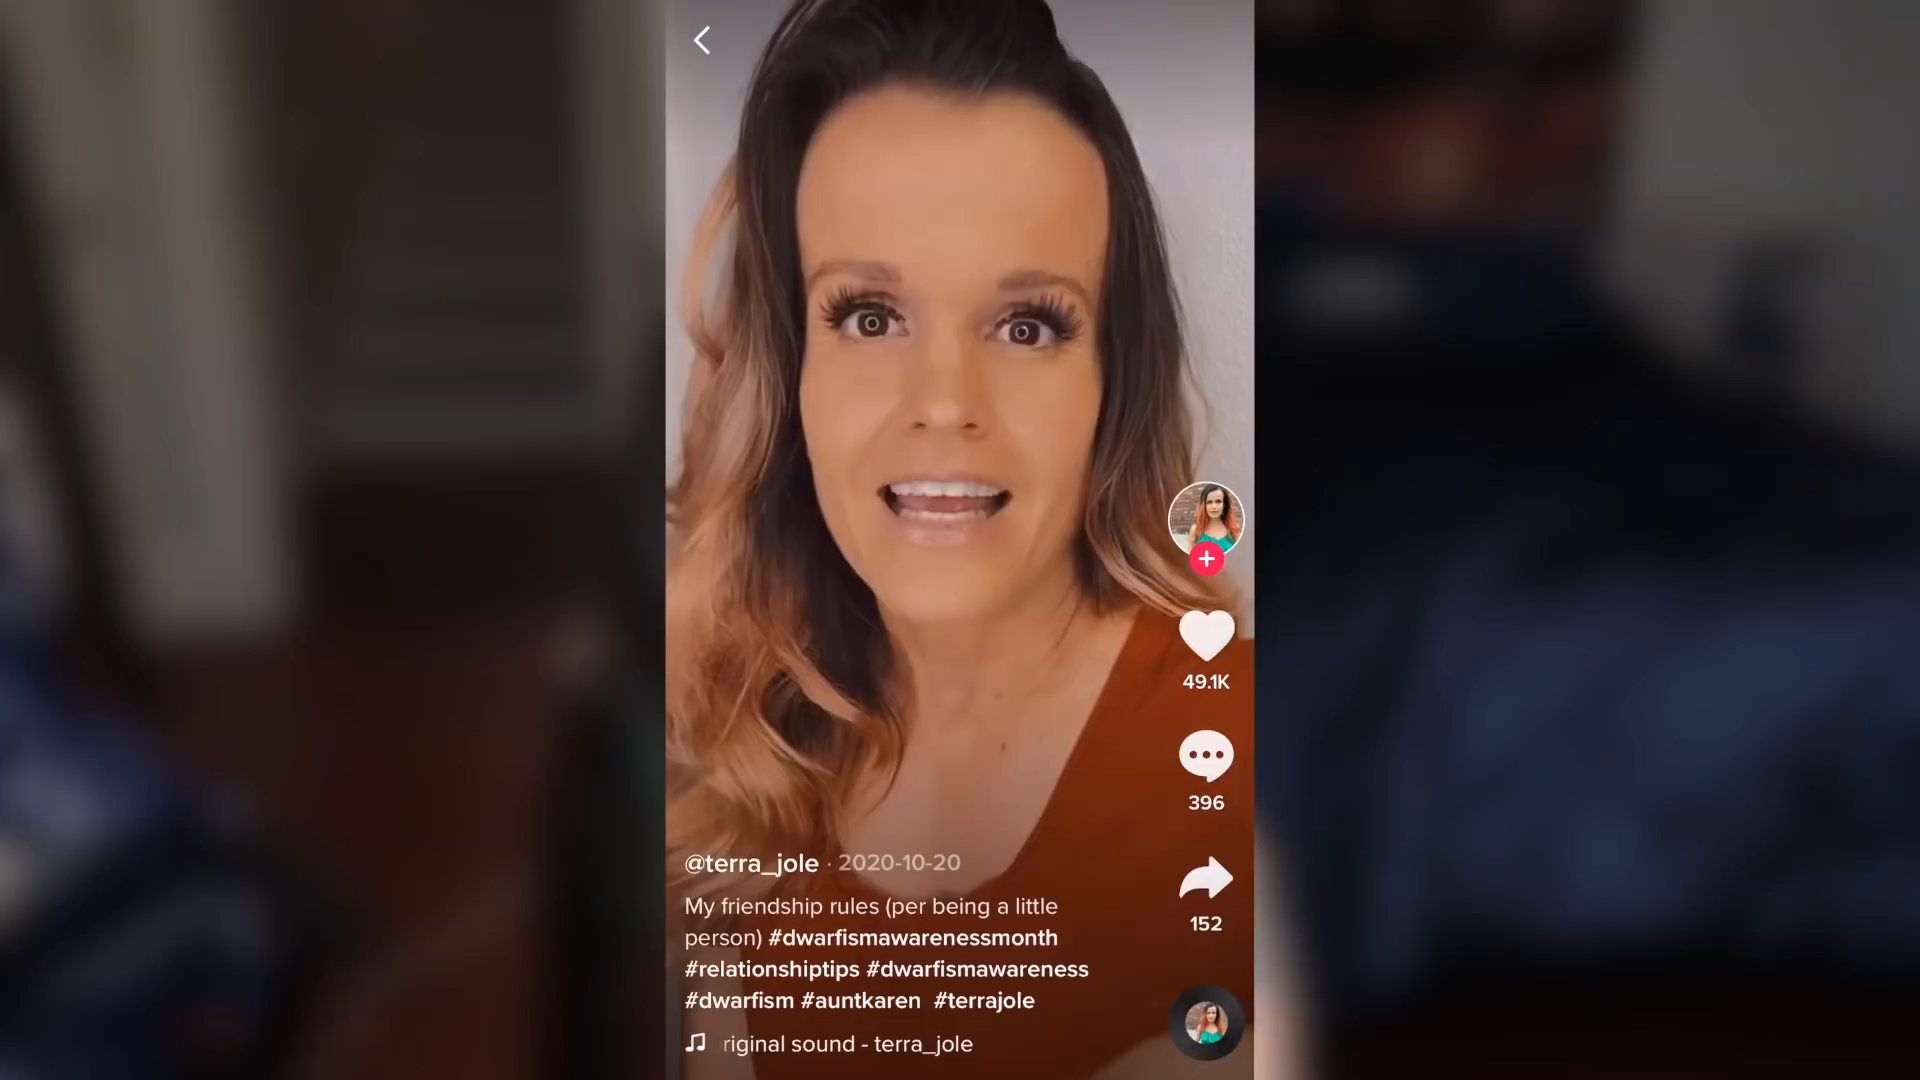 49.1K
396
152
@terra_jole · 2020-10-20
My friendship rules (per being a little
person) #dwarfismawarenessmonth
#relationshiptips #dwarfismawareness
#dwarfism #auntkaren #terrajole
riginal sound - terra_jole